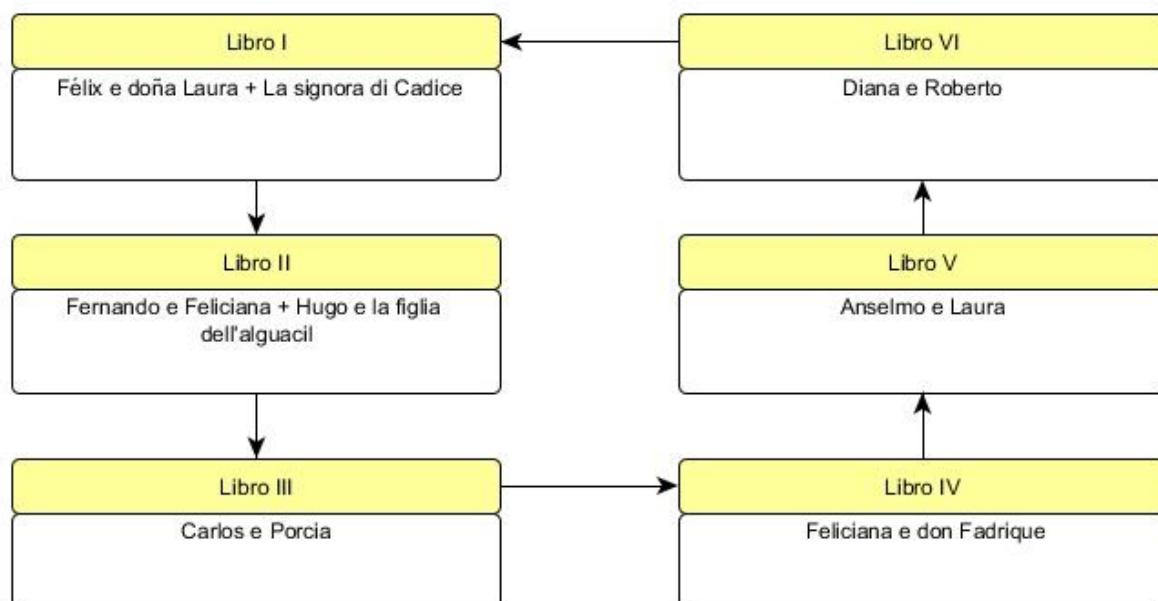 Libro I
Félix e doña Laura + La signora di Cadice
Libro VI
Diana e Roberto
Libro II
Fernando e Feliciana + Hugo e la figlia
dell'alguacil
Libro V
Anselmo e Laura
Libro III
Carlos e Porcia
Libro IV
Feliciana e don Fadrique